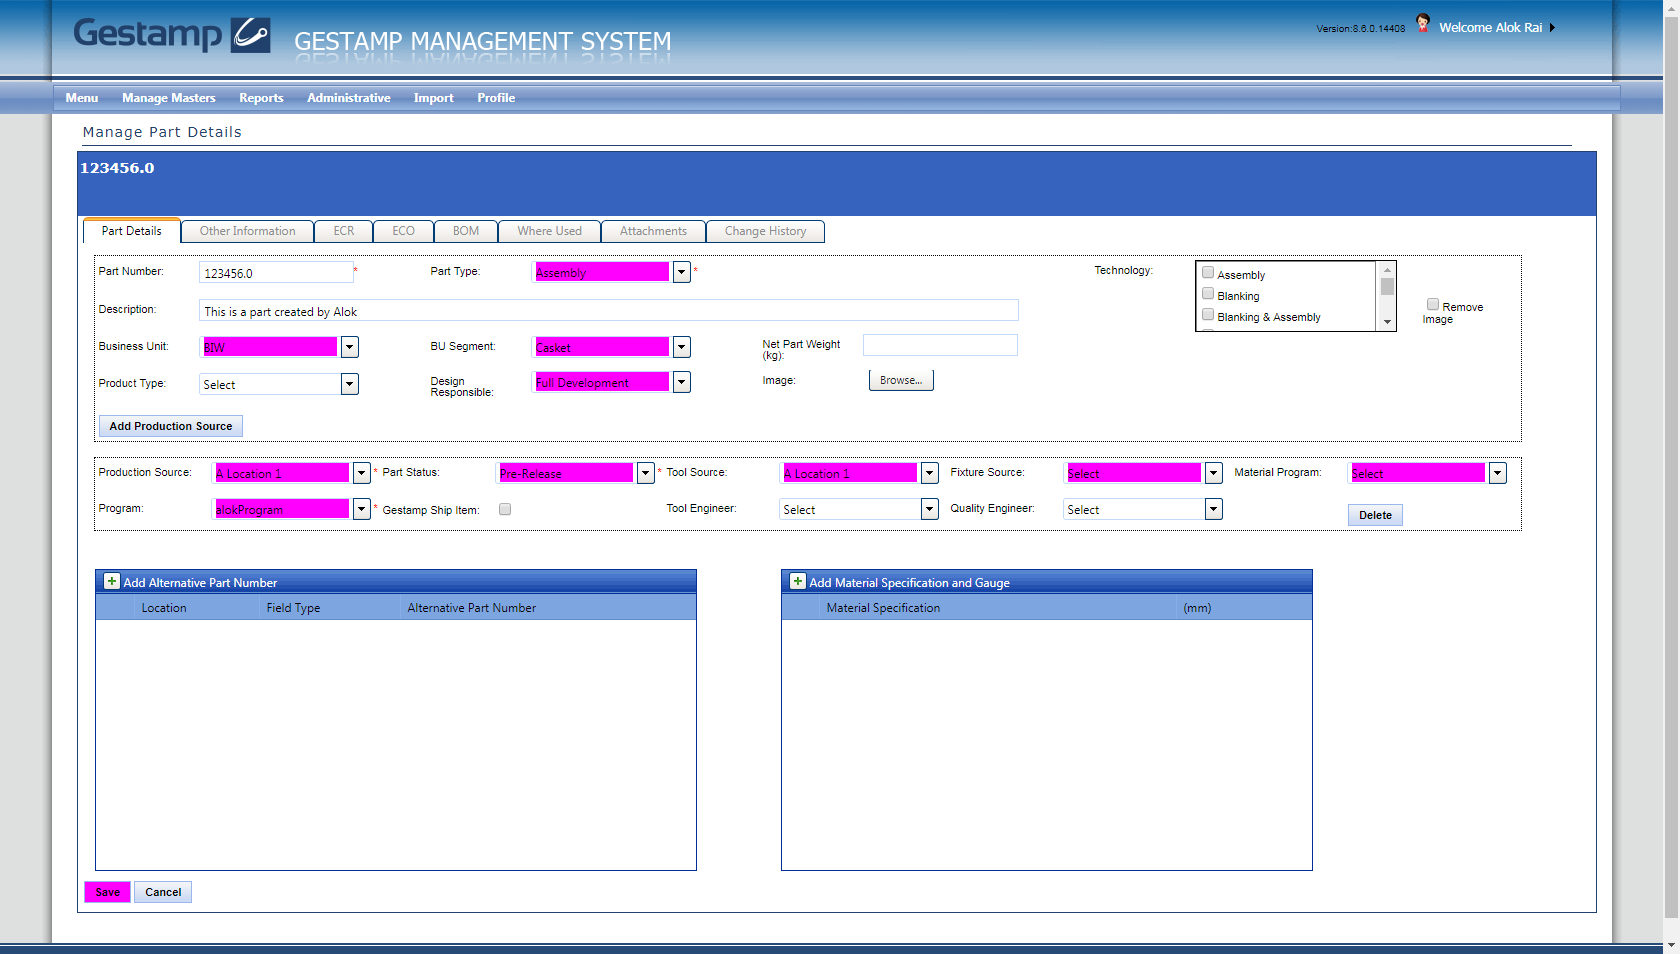 Gestamp
GESTAMP MANAGEMENT SYSTEM
Version:8.6.0.14408
Welcome Alok Rai
Menu Manage Masters Reports Administrative Import Profile
Manage Part Details
123456.0
Part Details Other Information ECR ECO BOM Where Used Attachments Change History
Part Number: 123456.0 * Part Type: Assembly * Technology: Assembly
Blanking
Blanking & Assembly
Remove Image
Description: This is a part created by Alok
Business Unit: BIW BU Segment: Casket Net Part Weight (kg):
Product Type: Select Design Responsible: Full Development Image: Browse...
Add Production Source
Production Source: A Location 1 * Part Status: Pre-Release * Tool Source: A Location 1 Fixture Source: Select Material Program: Select
Program: alokProgram * Gestamp Ship Item: Tool Engineer: Select Quality Engineer: Select Delete
Add Alternative Part Number
Location Field Type Alternative Part Number
Add Material Specification and Gauge
Material Specification (mm)
Save Cancel